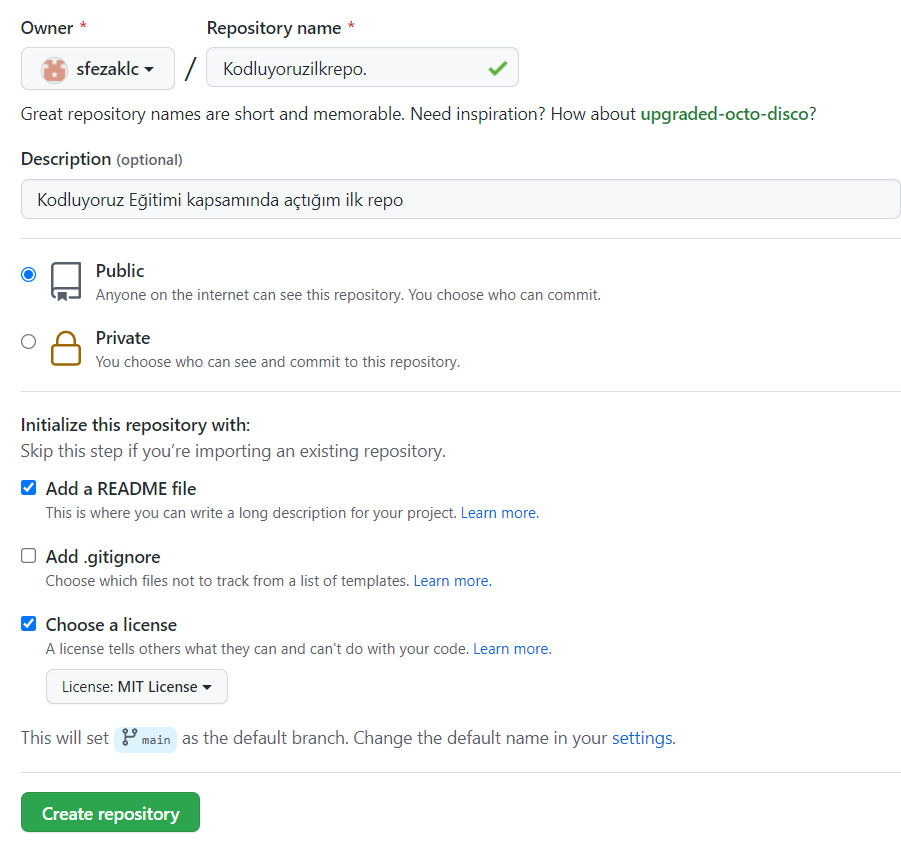 Owner * Repository name *
sfezaklc / Kodluyoruzilkrepo.
Great repository names are short and memorable. Need inspiration? How about upgraded-octo-disco?
Description (optional)
Kodluyoruz Eğitimi kapsamında açtığım ilk repo
Public
Anyone on the internet can see this repository. You choose who can commit.
Private
You choose who can see and commit to this repository.
Initialize this repository with:
Skip this step if you’re importing an existing repository.
Add a README file
This is where you can write a long description for your project. Learn more.
Add .gitignore
Choose which files not to track from a list of templates. Learn more.
Choose a license
A license tells others what they can and can't do with your code. Learn more.
License: MIT License
This will set main as the default branch. Change the default name in your settings.
Create repository